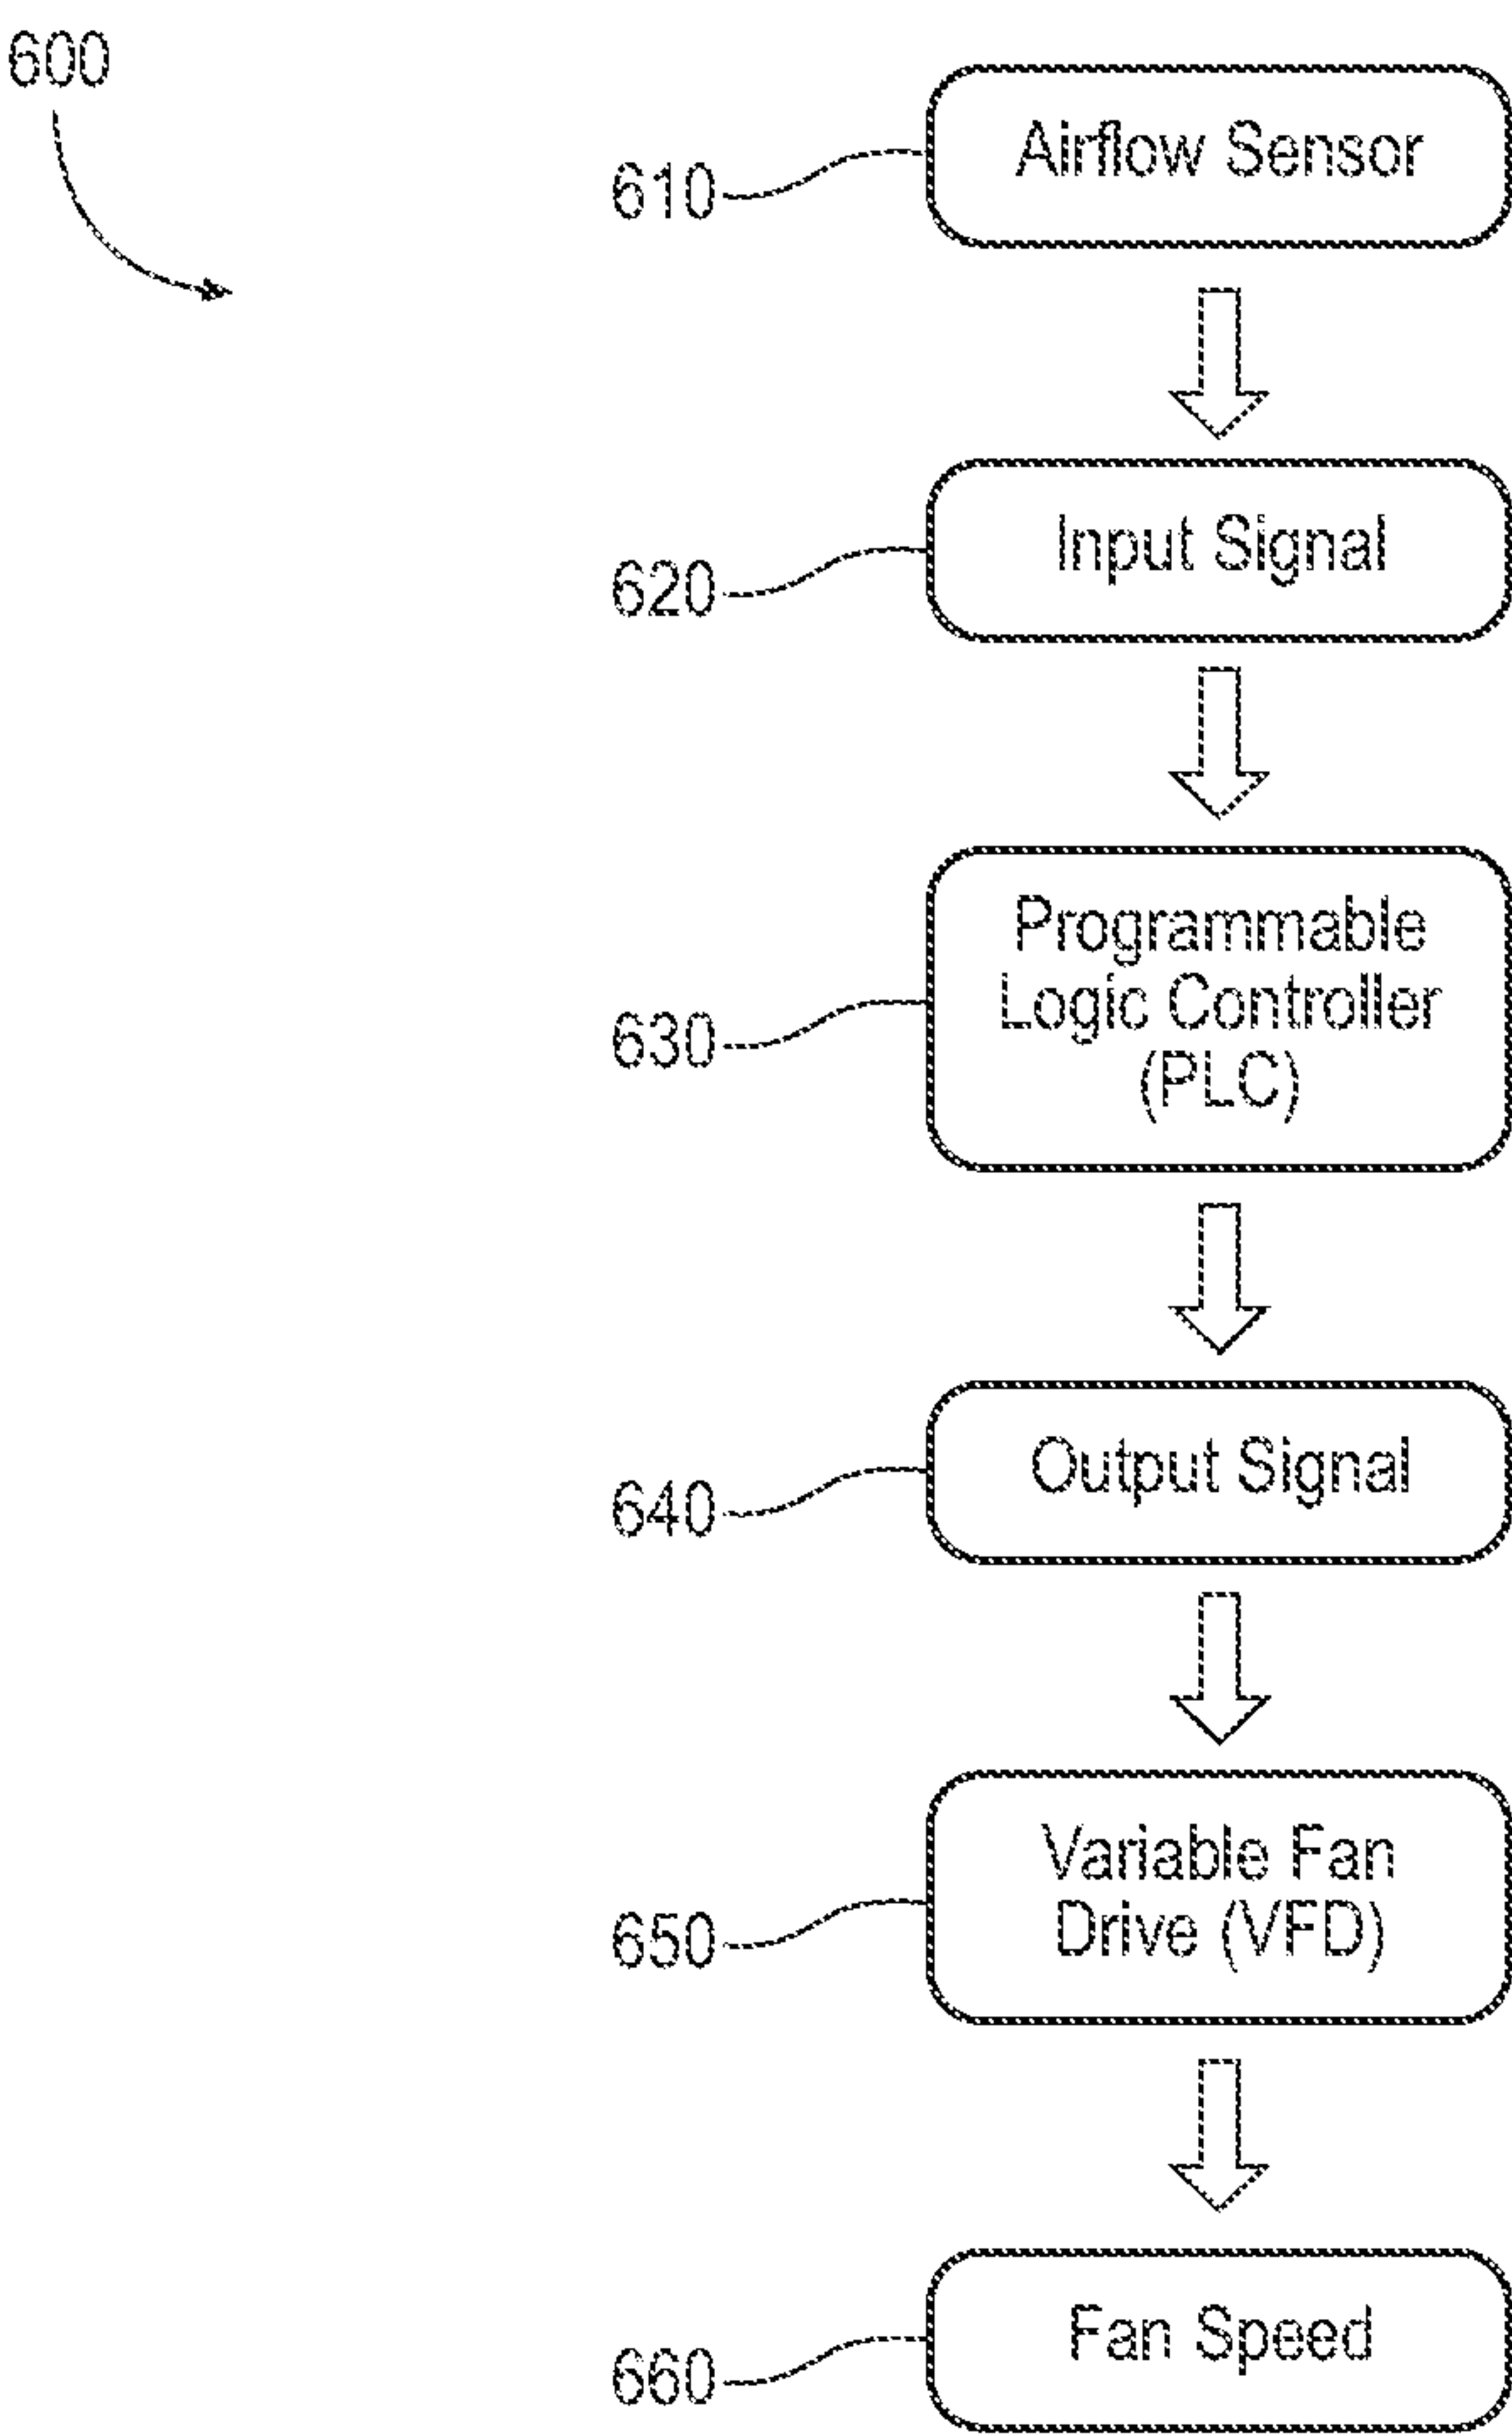 600
Airflow Sensor
610
Input Signal
620
Programmable
Logic Controller
(PLC)
630
Output Signal
640
Variable Fan
Drive (VFD)
650
Fan Speed
660